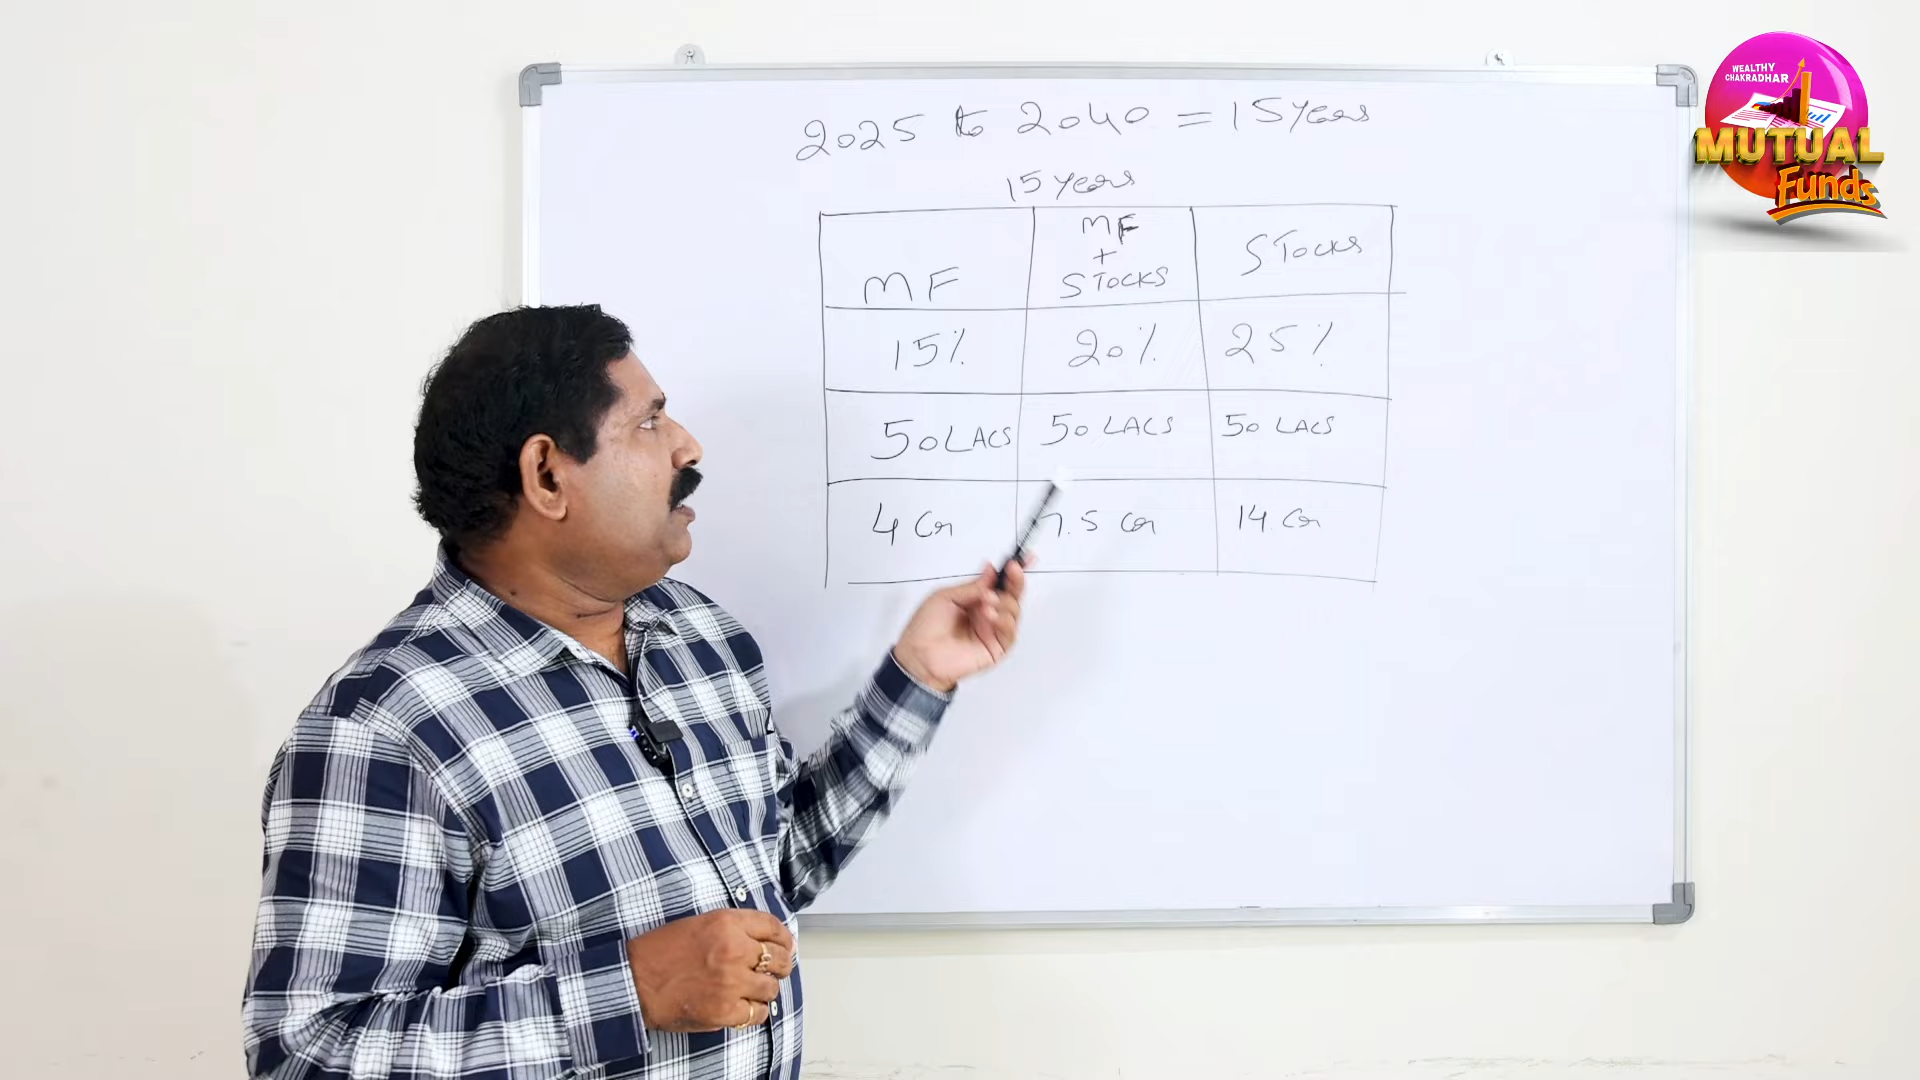 2025 to 2040 = 15 years
15 years
MF
MF
+
STOCKS
STOCKS
15%
20%
25%
50 LACS
50 LACS
50 LACS
4 Cr
7.5 Cr
14 Cr
WEALTHY
CHAKRADHAR
MUTUAL
Funds